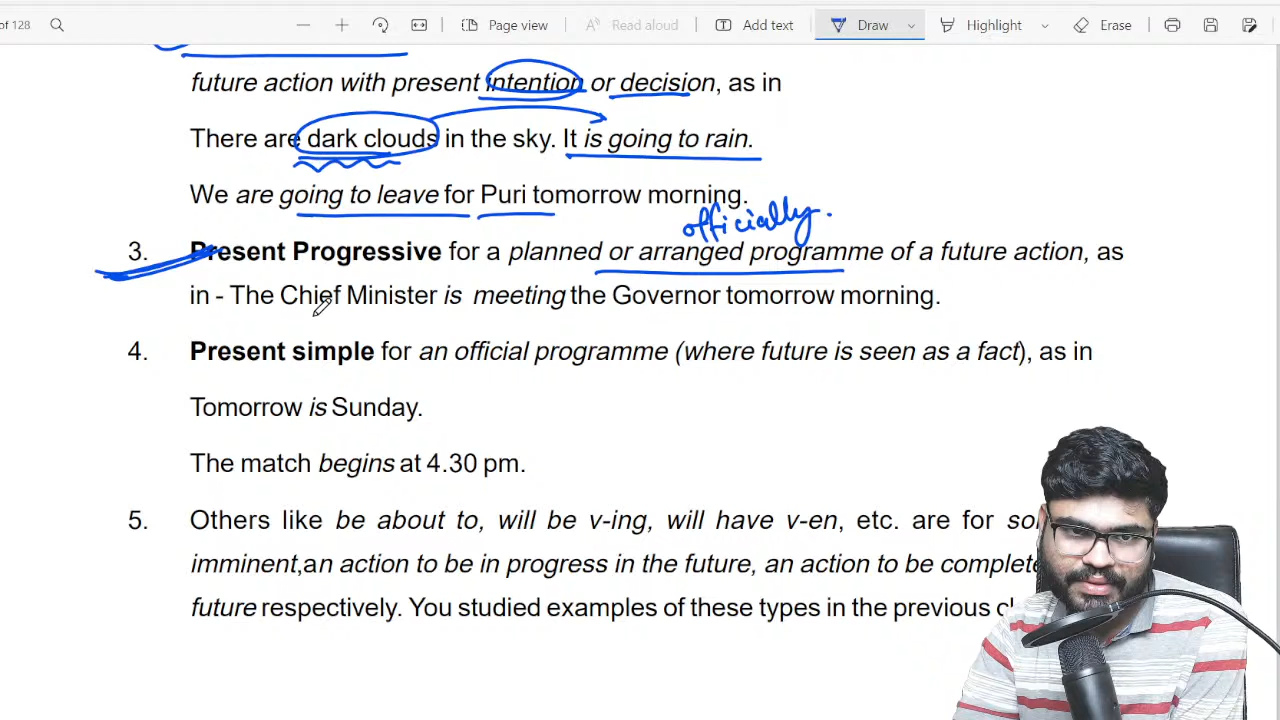 of 128 Page view Read aloud Add text Draw Highlight Erase
future action with present intention or decision, as in
There are dark clouds in the sky. It is going to rain.
We are going to leave for Puri tomorrow morning.
officially.
3. Present Progressive for a planned or arranged programme of a future action, as
in - The Chief Minister is meeting the Governor tomorrow morning.
4. Present simple for an official programme (where future is seen as a fact), as in
Tomorrow is Sunday.
The match begins at 4.30 pm.
5. Others like be about to, will be v-ing, will have v-en, etc. are for
imminent,an action to be in progress in the future, an action to be complete
future respectively. You studied examples of these types in the previous